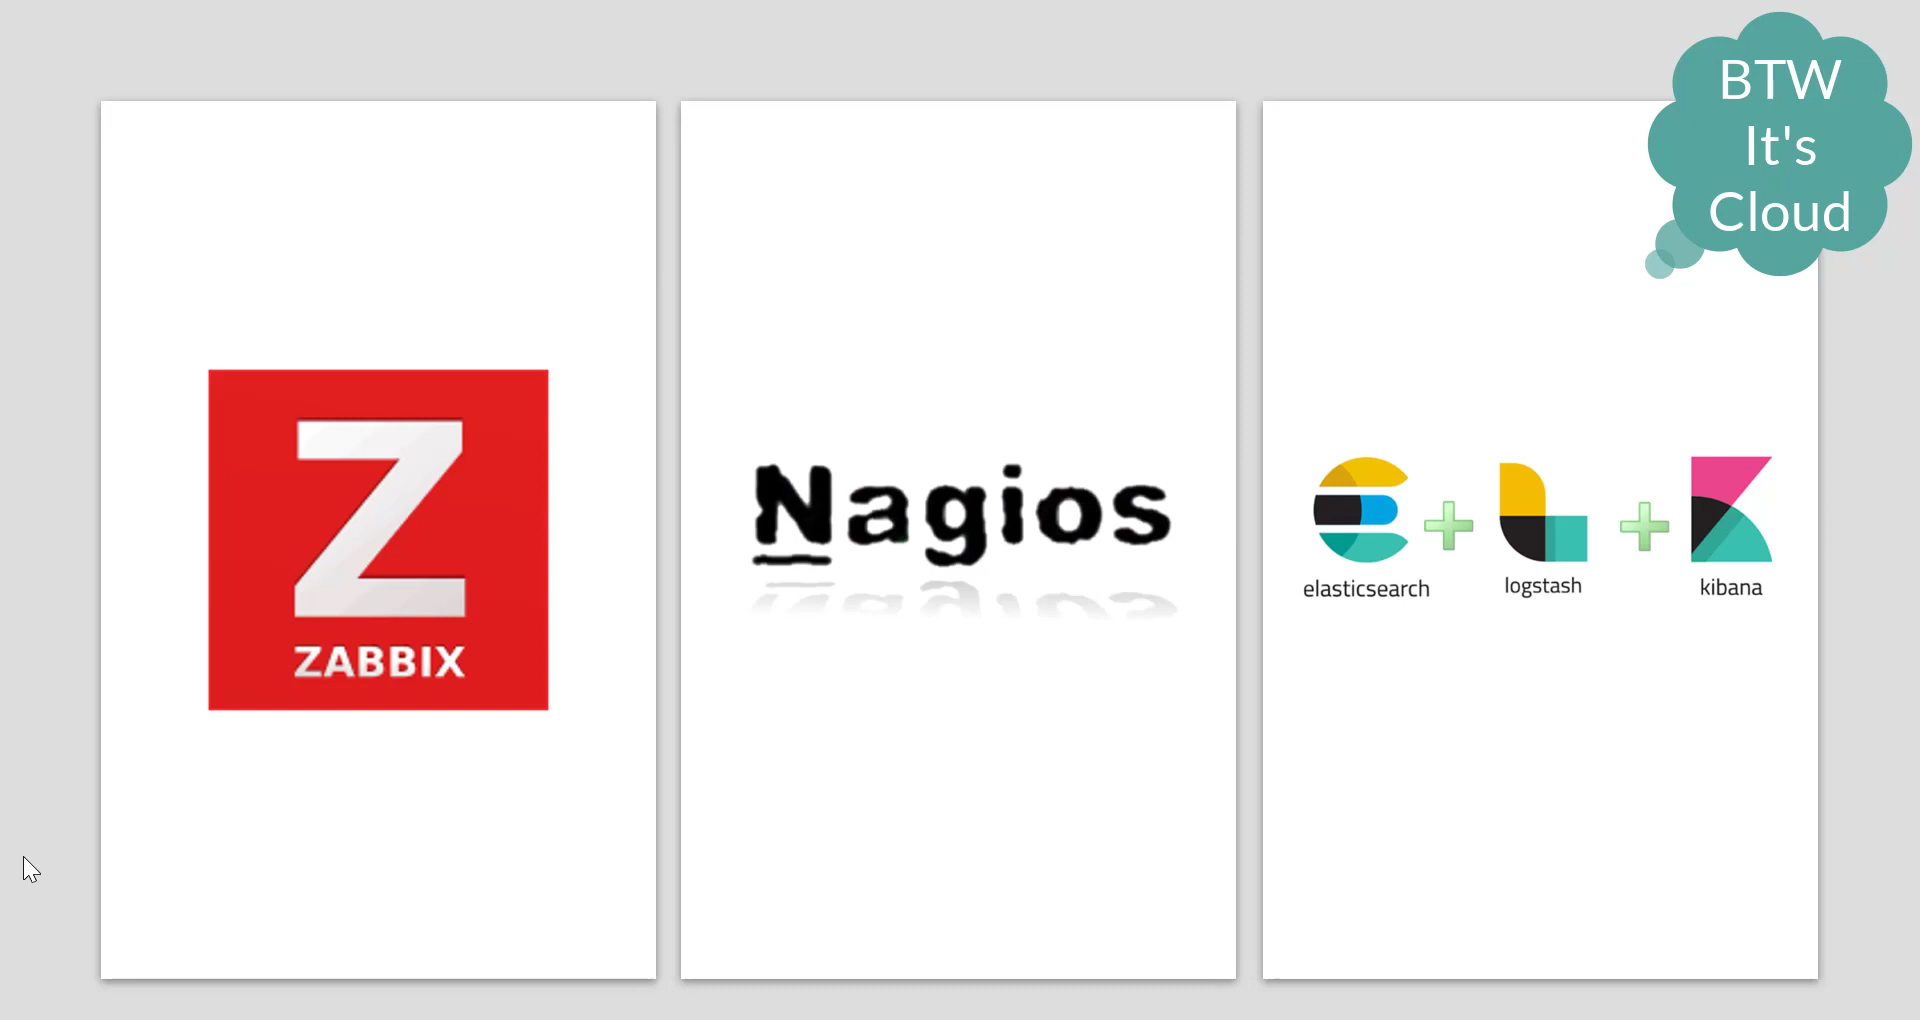 BTW
It's
Cloud
Z
ZABBIX
Nagios
elasticsearch
logstash
kibana